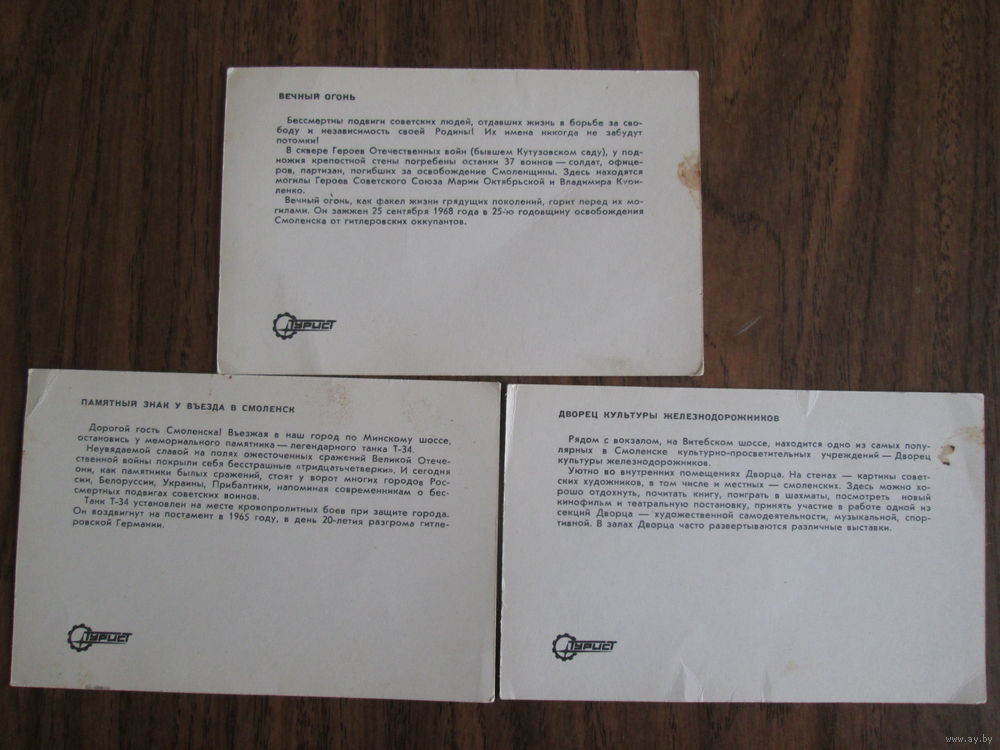 ВЕЧНЫЙ ОГОНЬ
Бессмертны подвиги советских людей, отдавших жизнь в борьбе за сво-
боду и независимость своей Родины! Их имена никогда не забудут
потомки!
В сквере Героев Отечественных войн (бывшем Кутузовском саду), у под-
ножия крепостной стены погребены останки 37 воинов — солдат, офице-
ров, партизан, погибших за освобождение Смоленщины. Здесь находятся
могилы Героев Советского Союза Марии Октябрьской и Владимира Кури-
ленко.
Вечный огонь, как факел жизни грядущих поколений, горит перед их мо-
гилами. Он зажжен 25 сентября 1968 года в 25-ю годовщину освобождения
Смоленска от гитлеровских оккупантов.
ТУРИСТ
ПАМЯТНЫЙ ЗНАК У ВЪЕЗДА В СМОЛЕНСК
Дорогой гость Смоленска! Въезжая в наш город по Минскому шоссе,
остановись у мемориального памятника — легендарного танка Т-34.
Неувядаемой славой на полях ожесточенных сражений Великой Отече-
ственной войны покрыли себя бесстрашные «тридцатьчетверки». И сегодня
они, как памятники былых сражений, стоят у ворот многих городов Рос-
сии, Белоруссии, Украины, Прибалтики, напоминая современникам о бес-
смертных подвигах советских воинов.
Танк Т-34 установлен на месте кровопролитных боев при защите города.
Он воздвигнут на постамент в 1965 году, в день 20-летия разгрома гитле-
ровской Германии.
ТУРИСТ
ДВОРЕЦ КУЛЬТУРЫ ЖЕЛЕЗНОДОРОЖНИКОВ
Рядом с вокзалом, на Витебском шоссе, находится одно из самых попу-
лярных в Смоленске культурно-просветительных учреждений — Дворец
культуры железнодорожников.
Уютно во внутренних помещениях Дворца. На стенах — картины совет-
ских художников, в том числе и местных — смоленских. Здесь можно хо-
рошо отдохнуть, почитать книгу, поиграть в шахматы, посмотреть новый
кинофильм и театральную постановку, принять участие в работе одной из
секций Дворца — художественной самодеятельности, музыкальной, спор-
тивной. В залах Дворца часто развертываются различные выставки.
ТУРИСТ
www.ay.by